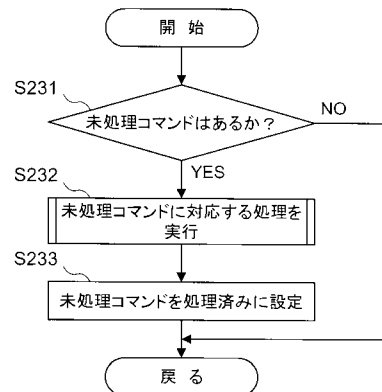 開 始
S231
未処理コマンドはあるか?
NO
YES
S232
未処理コマンドに対応する処理を
実行
S233
未処理コマンドを処理済みに設定
戻 る